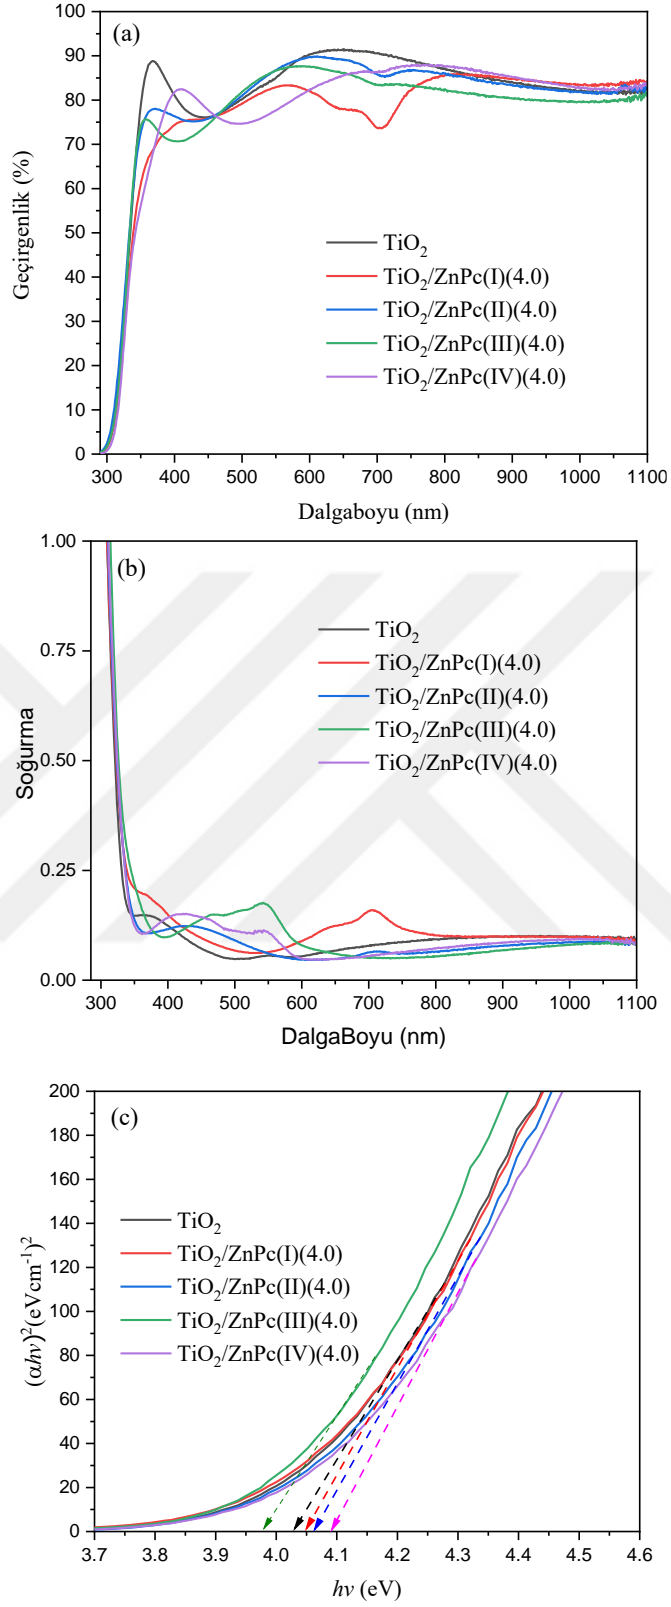 (a)
Geçirgenlik (%)
100
90
80
70
60
50
40
30
20
10
0
TiO2
TiO2/ZnPc(I)(4.0)
TiO2/ZnPc(II)(4.0)
TiO2/ZnPc(III)(4.0)
TiO2/ZnPc(IV)(4.0)
300 400 500 600 700 800 900 1000 1100
Dalgaboyu (nm)
(b)
Soğurma
1.00
0.75
0.50
0.25
0.00
TiO2
TiO2/ZnPc(I)(4.0)
TiO2/ZnPc(II)(4.0)
TiO2/ZnPc(III)(4.0)
TiO2/ZnPc(IV)(4.0)
300 400 500 600 700 800 900 1000 1100
DalgaBoyu (nm)
(c)
(αhν)²(eVcm⁻¹)²
200
180
160
140
120
100
80
60
40
20
0
TiO2
TiO2/ZnPc(I)(4.0)
TiO2/ZnPc(II)(4.0)
TiO2/ZnPc(III)(4.0)
TiO2/ZnPc(IV)(4.0)
3.7 3.8 3.9 4.0 4.1 4.2 4.3 4.4 4.5 4.6
hν (eV)